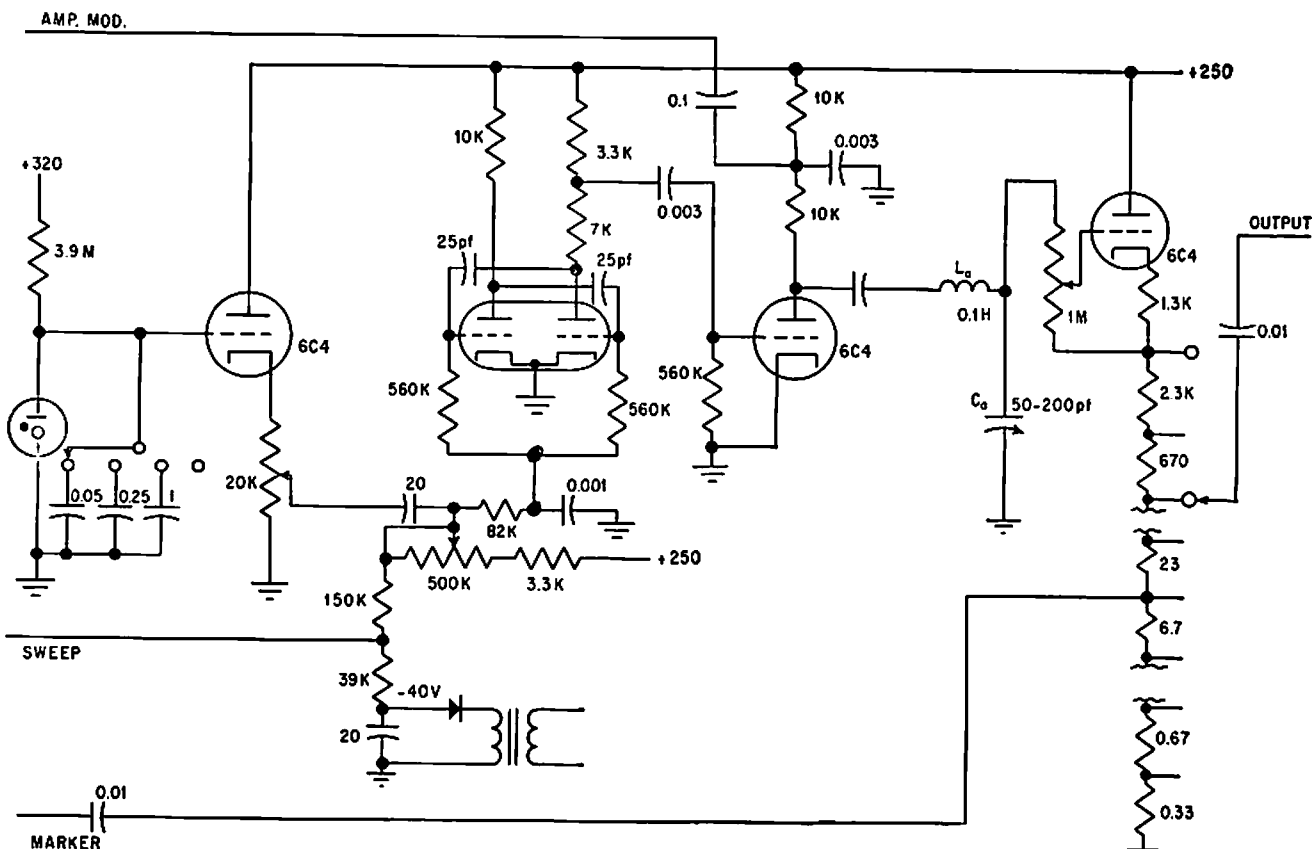 AMP. MOD.
+250
0.1
10K
10K
3.3K
0.003
+320
0.003
10K
OUTPUT
3.9M
7K
25pf
25pf
6C4
La
0.1H
1M
1.3K
0.01
6C4
6C4
560K
560K
560K
2.3K
Ca
50-200pf
670
0.05
0.25
1
20K
20
0.001
82K
23
500K
3.3K
+250
150K
6.7
SWEEP
39K
-40V
20
0.67
0.01
0.33
MARKER